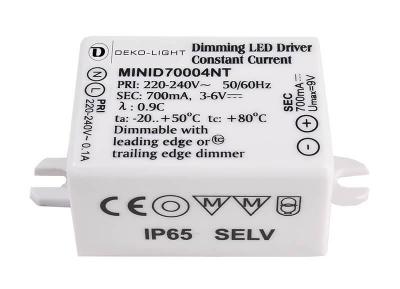 D DEKO-LIGHT
Dimming LED Driver
Constant Current
MINID70004NT
PRI: 220-240V~ 50/60Hz
SEC: 700mA, 3-6V⎓
λ : 0.9C
ta: -20..+50°C tc: +80°C
Dimmable with
leading edge or
trailing edge dimmer
N
L
220-240V~ 0.1A
SEC
700mA⎓
Umax=9V
+
-
CE M M
IP65 SELV